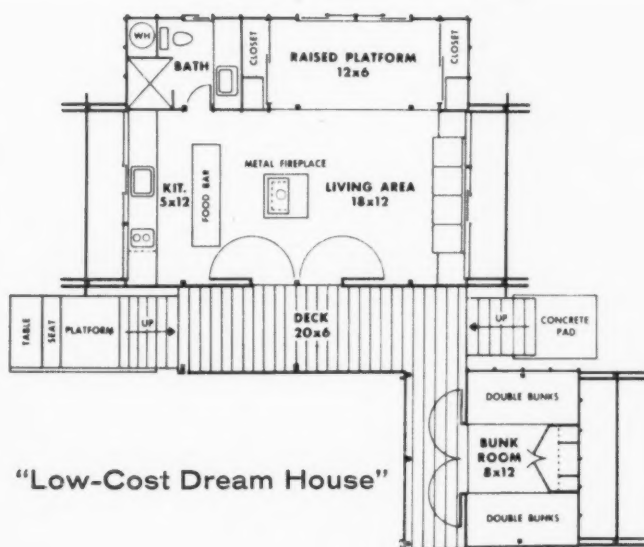 WH
BATH
CLOSET
RAISED PLATFORM
12x6
CLOSET
KIT.
5x12
FOOD BAR
METAL FIREPLACE
LIVING AREA
18x12
TABLE
SEAT
PLATFORM
UP
DECK
20x6
UP
CONCRETE
PAD
DOUBLE BUNKS
BUNK
ROOM
8x12
DOUBLE BUNKS
“Low-Cost Dream House”